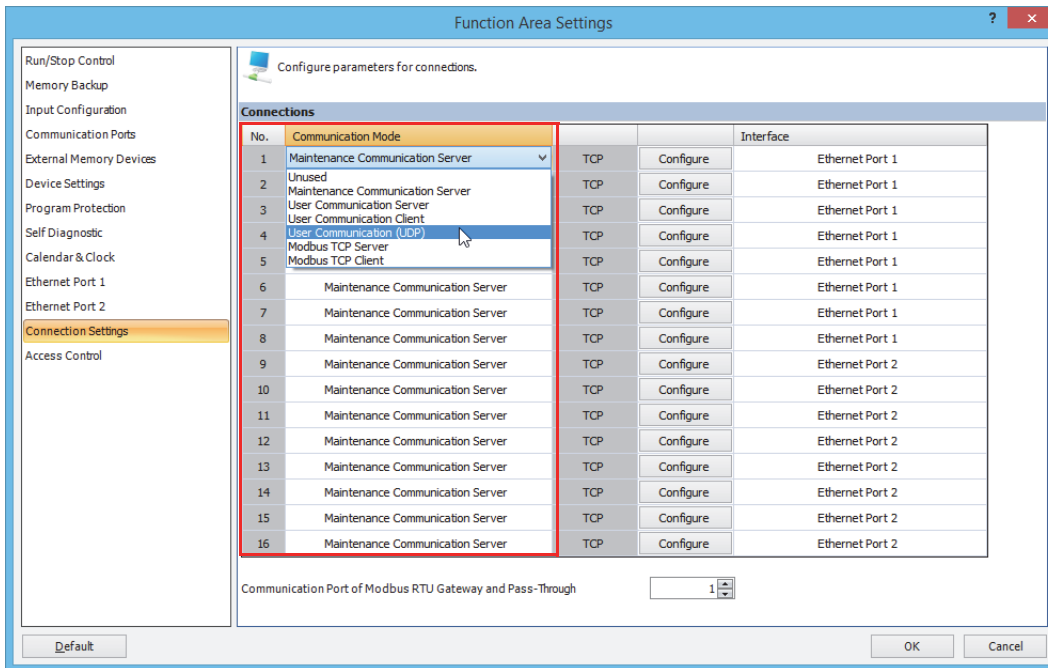 Function Area Settings
?
Run/Stop Control
Memory Backup
Input Configuration
Communication Ports
External Memory Devices
Device Settings
Program Protection
Self Diagnostic
Calendar & Clock
Ethernet Port 1
Ethernet Port 2
Connection Settings
Access Control
Configure parameters for connections.
Connections
No. Communication Mode Interface
1 Maintenance Communication Server TCP Configure Ethernet Port 1
Unused
Maintenance Communication Server
User Communication Server
User Communication Client
User Communication (UDP)
Modbus TCP Server
Modbus TCP Client
2 TCP Configure Ethernet Port 1
3 TCP Configure Ethernet Port 1
4 TCP Configure Ethernet Port 1
5 TCP Configure Ethernet Port 1
6 Maintenance Communication Server TCP Configure Ethernet Port 1
7 Maintenance Communication Server TCP Configure Ethernet Port 1
8 Maintenance Communication Server TCP Configure Ethernet Port 1
9 Maintenance Communication Server TCP Configure Ethernet Port 2
10 Maintenance Communication Server TCP Configure Ethernet Port 2
11 Maintenance Communication Server TCP Configure Ethernet Port 2
12 Maintenance Communication Server TCP Configure Ethernet Port 2
13 Maintenance Communication Server TCP Configure Ethernet Port 2
14 Maintenance Communication Server TCP Configure Ethernet Port 2
15 Maintenance Communication Server TCP Configure Ethernet Port 2
16 Maintenance Communication Server TCP Configure Ethernet Port 2
Communication Port of Modbus RTU Gateway and Pass-Through 1
Default OK Cancel